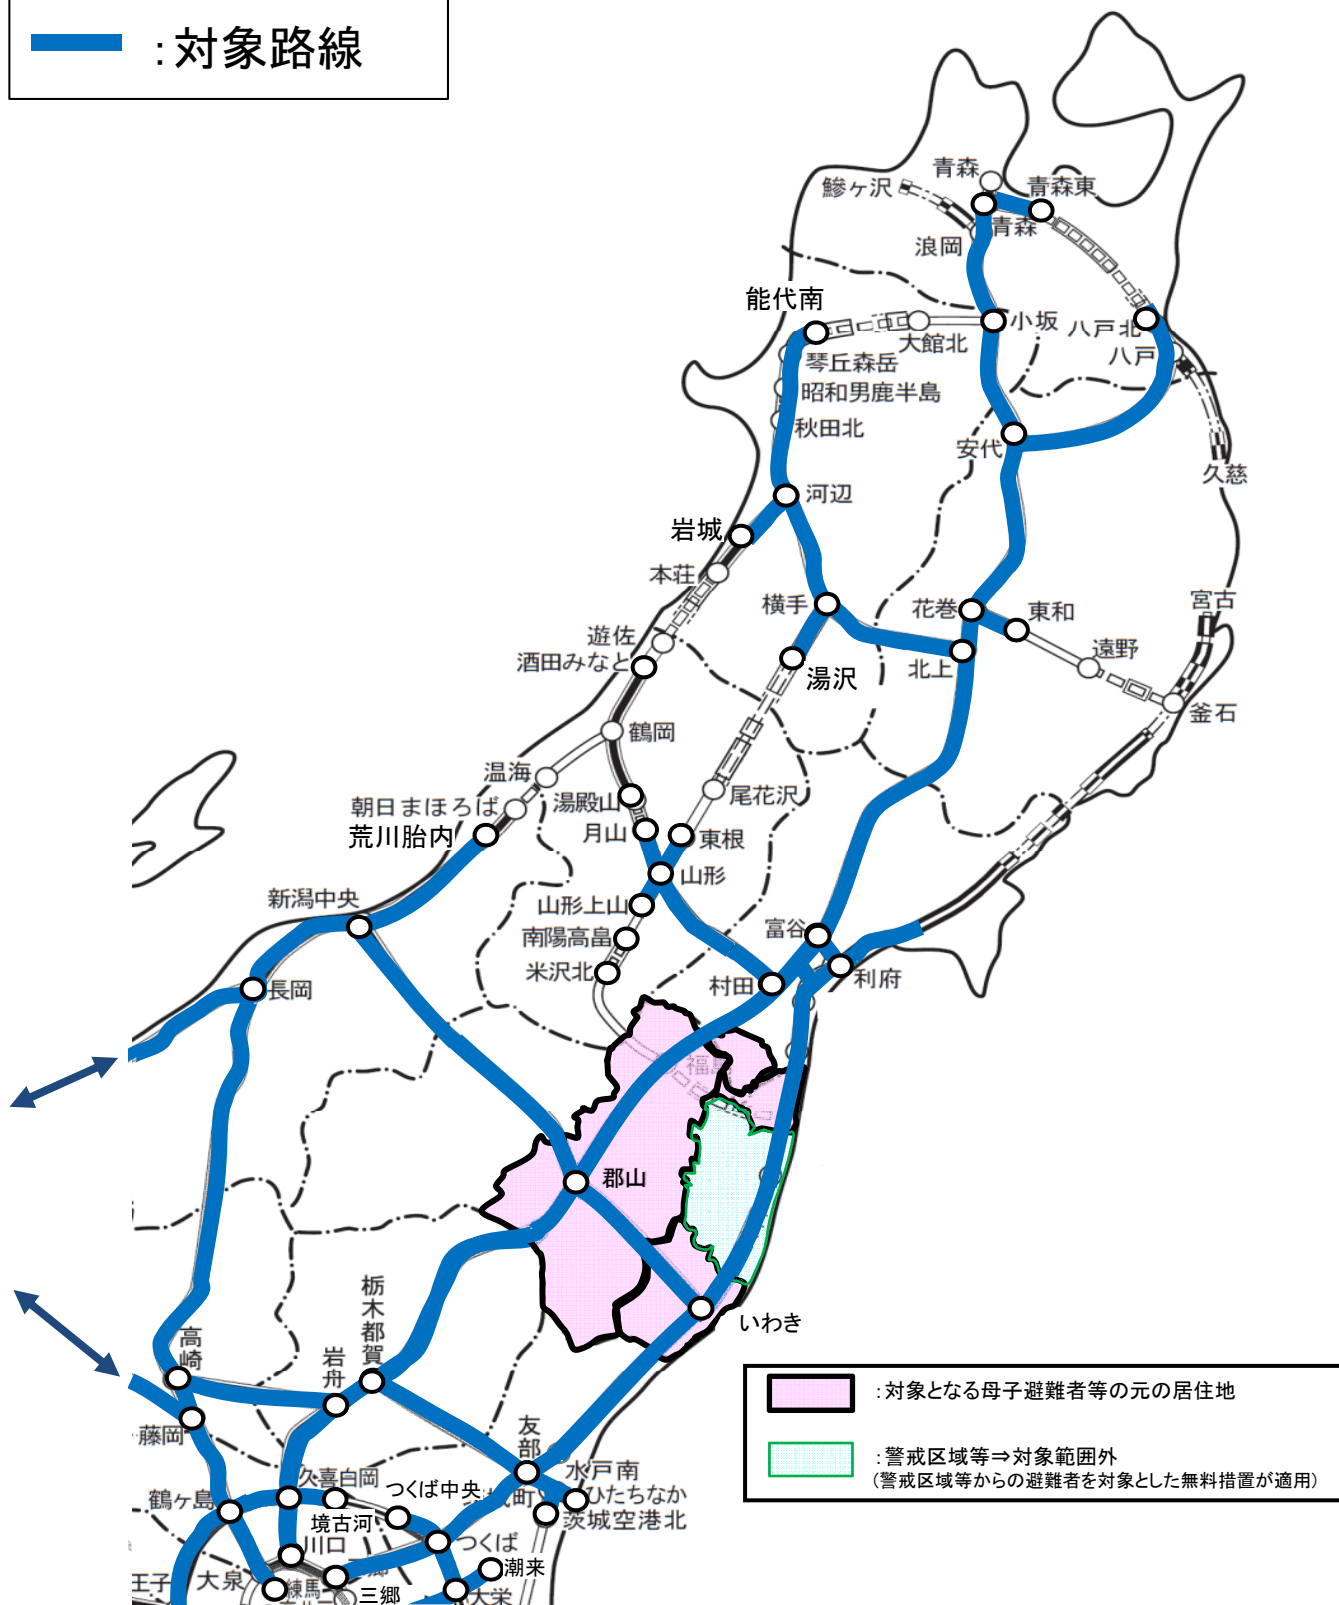 ：対象路線
青森
青森東
鰺ヶ沢
青森
浪岡
能代南
小坂
八戸北
大館北
八戸
琴丘森岳
昭和男鹿半島
秋田北
安代
久慈
河辺
岩城
本荘
横手
花巻
東和
宮古
遊佐
酒田みなと
遠野
湯沢
北上
釜石
鶴岡
温海
湯殿山
尾花沢
朝日まほろば
荒川胎内
月山
東根
山形
新潟中央
山形上山
富谷
南陽高畠
米沢北
村田
利府
長岡
福島
郡山
いわき
栃木都賀
高崎
岩舟
：対象となる母子避難者等の元の居住地
藤岡
友部
：警戒区域等⇒対象範囲外
（警戒区域等からの避難者を対象とした無料措置が適用）
久喜白岡
水戸南
つくば中央
町
ひたちなか
鶴ヶ島
境古河
茨城空港北
川口
つくば
潮来
王子
大泉
練馬
三郷
大栄